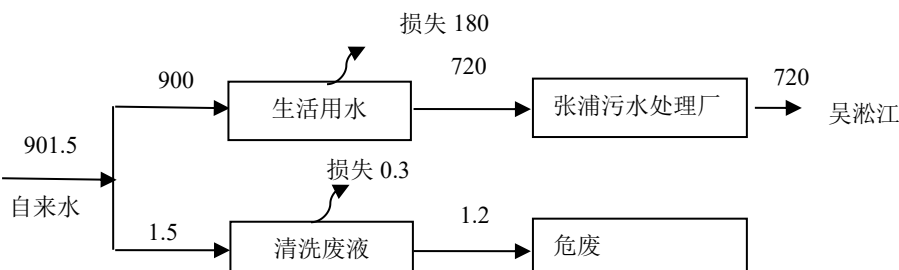 损失 180
900
720
720
生活用水
张浦污水处理厂
吴淞江
901.5
自来水
损失 0.3
1.5
1.2
清洗废液
危废